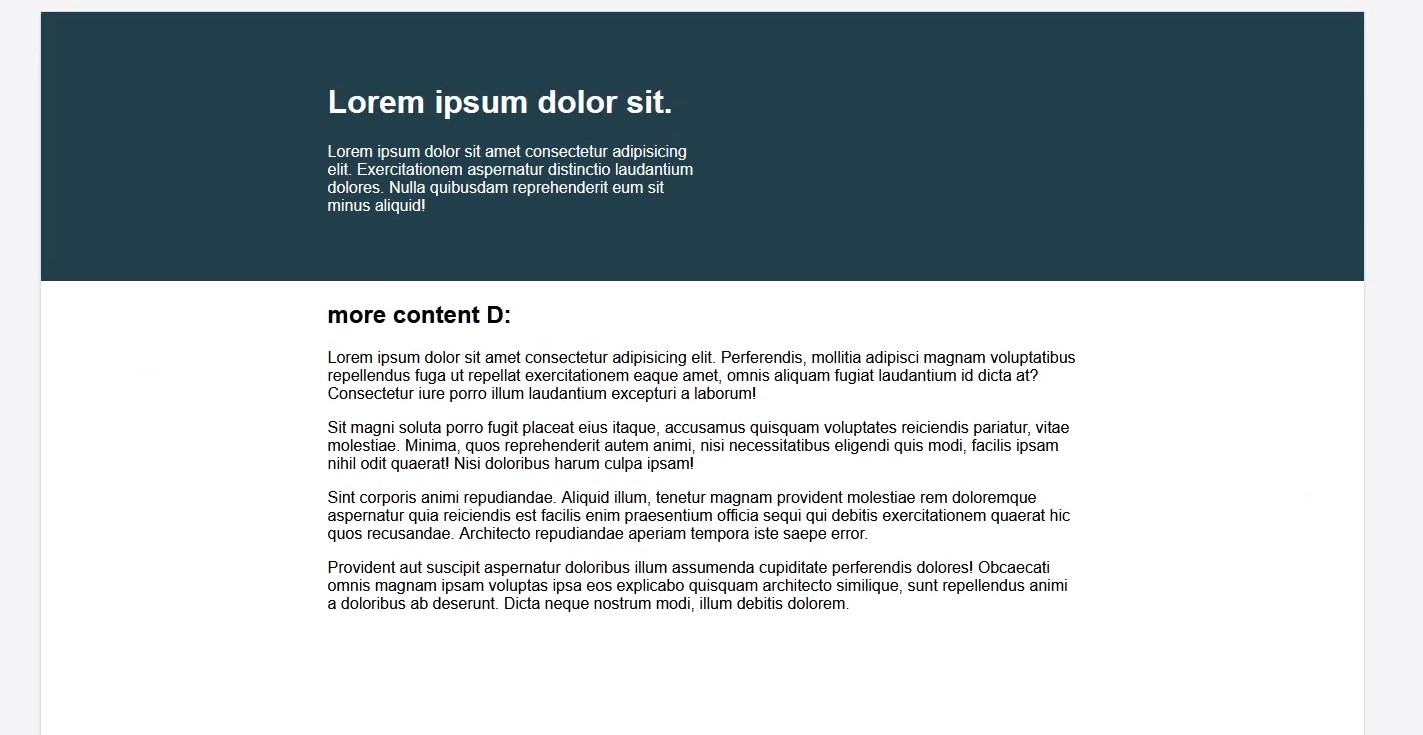 Lorem ipsum dolor sit.
Lorem ipsum dolor sit amet consectetur adipisicing
elit. Exercitationem aspernatur distinctio laudantium
dolores. Nulla quibusdam reprehenderit eum sit
minus aliquid!
more content D:
Lorem ipsum dolor sit amet consectetur adipisicing elit. Perferendis, mollitia adipisci magnam voluptatibus
repellendus fuga ut repellat exercitationem eaque amet, omnis aliquam fugiat laudantium id dicta at?
Consectetur iure porro illum laudantium excepturi a laborum!
Sit magni soluta porro fugit placeat eius itaque, accusamus quisquam voluptates reiciendis pariatur, vitae
molestiae. Minima, quos reprehenderit autem animi, nisi necessitatibus eligendi quis modi, facilis ipsam
nihil odit quaerat! Nisi doloribus harum culpa ipsam!
Sint corporis animi repudiandae. Aliquid illum, tenetur magnam provident molestiae rem doloremque
aspernatur quia reiciendis est facilis enim praesentium officia sequi qui debitis exercitationem quaerat hic
quos recusandae. Architecto repudiandae aperiam tempora iste saepe error.
Provident aut suscipit aspernatur doloribus illum assumenda cupiditate perferendis dolores! Obcaecati
omnis magnam ipsam voluptas ipsa eos explicabo quisquam architecto similique, sunt repellendus animi
a doloribus ab deserunt. Dicta neque nostrum modi, illum debitis dolorem.